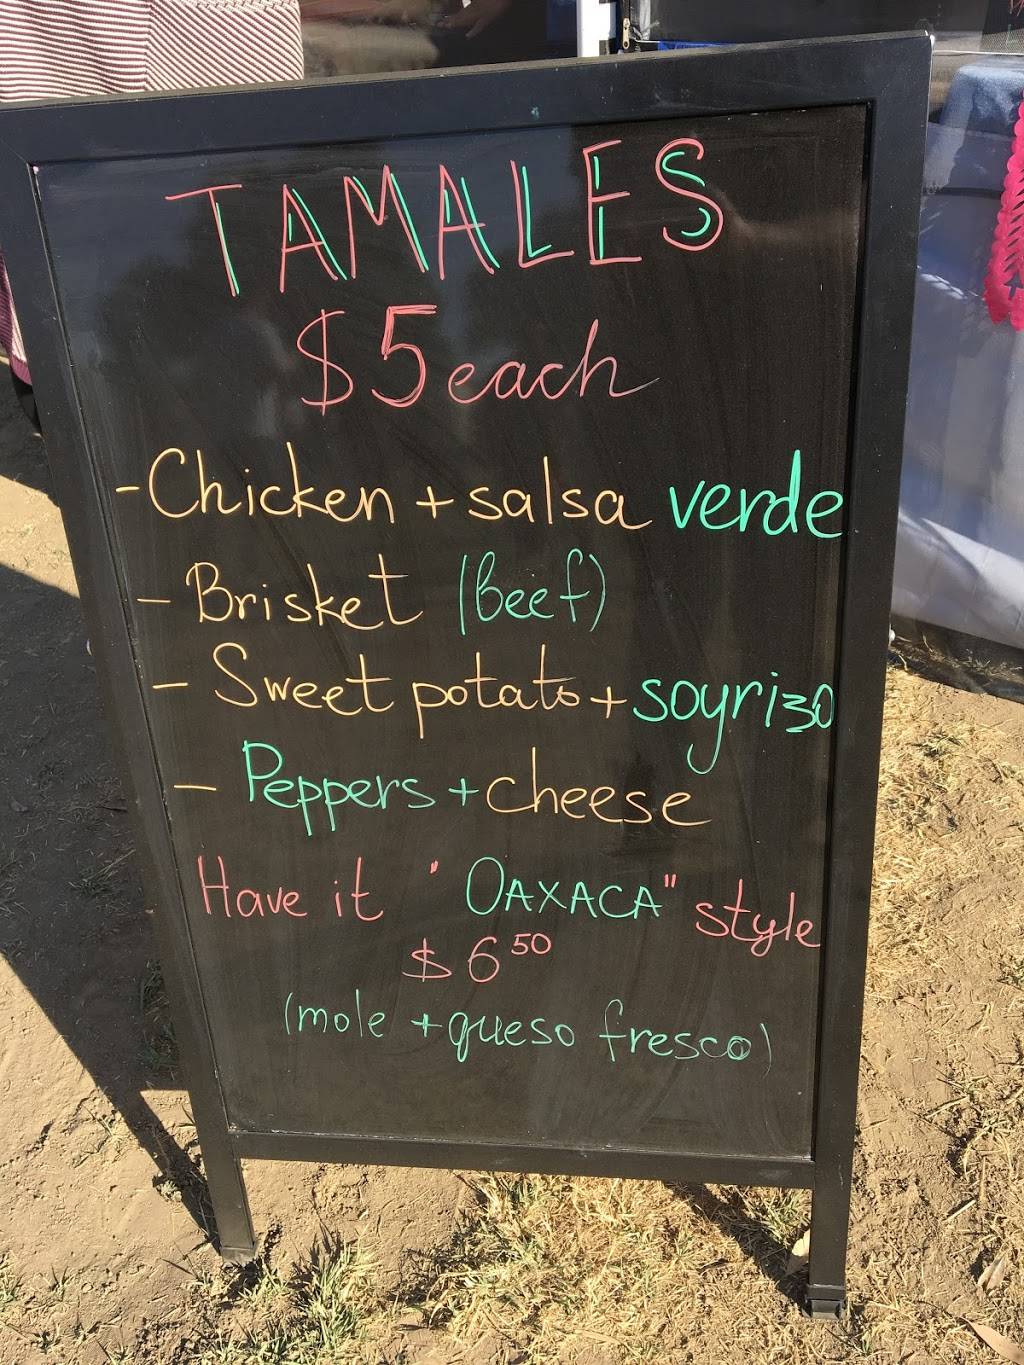 TAMALES
$5 each
- Chicken + salsa verde
- Brisket (Beef)
- Sweet potato + soyrizo
- Peppers + cheese
Have it "OAXACA" style
$6 50
(mole + queso fresco)